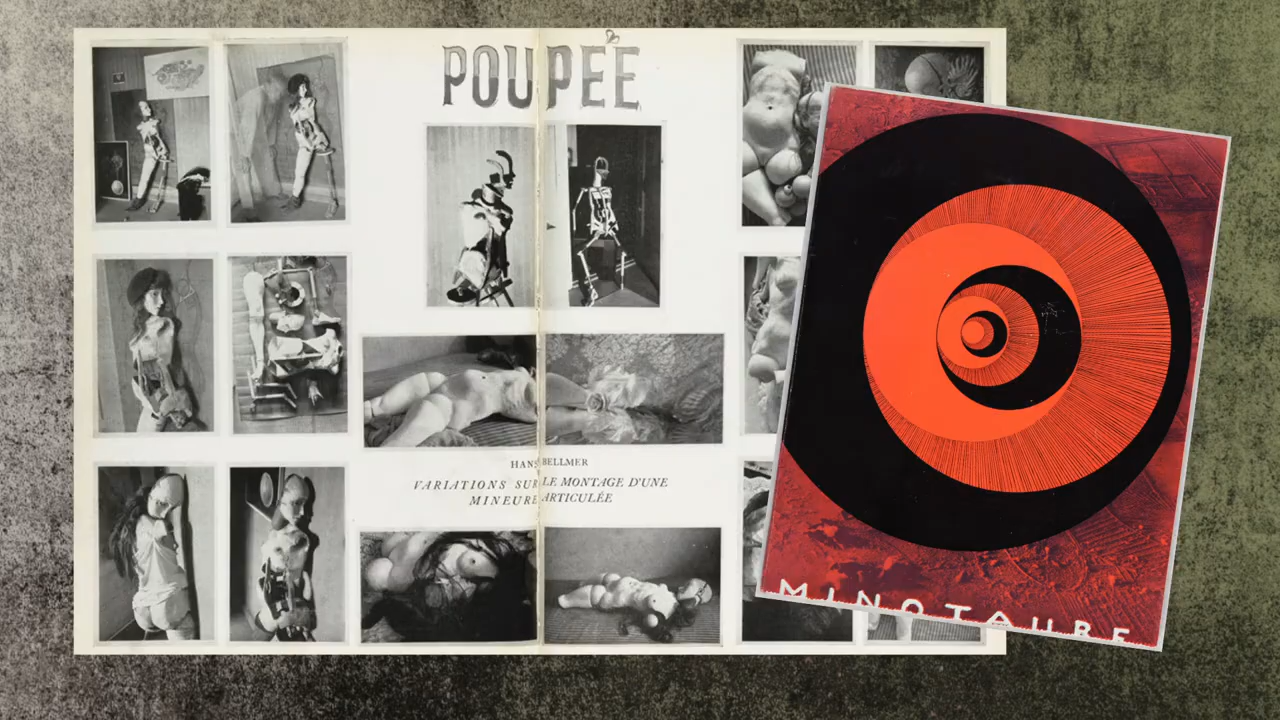 POUPÉE
HANS BELLMER
VARIATIONS SUR LE MONTAGE D'UNE
MINEURE ARTICULÉE
MINOTAURE